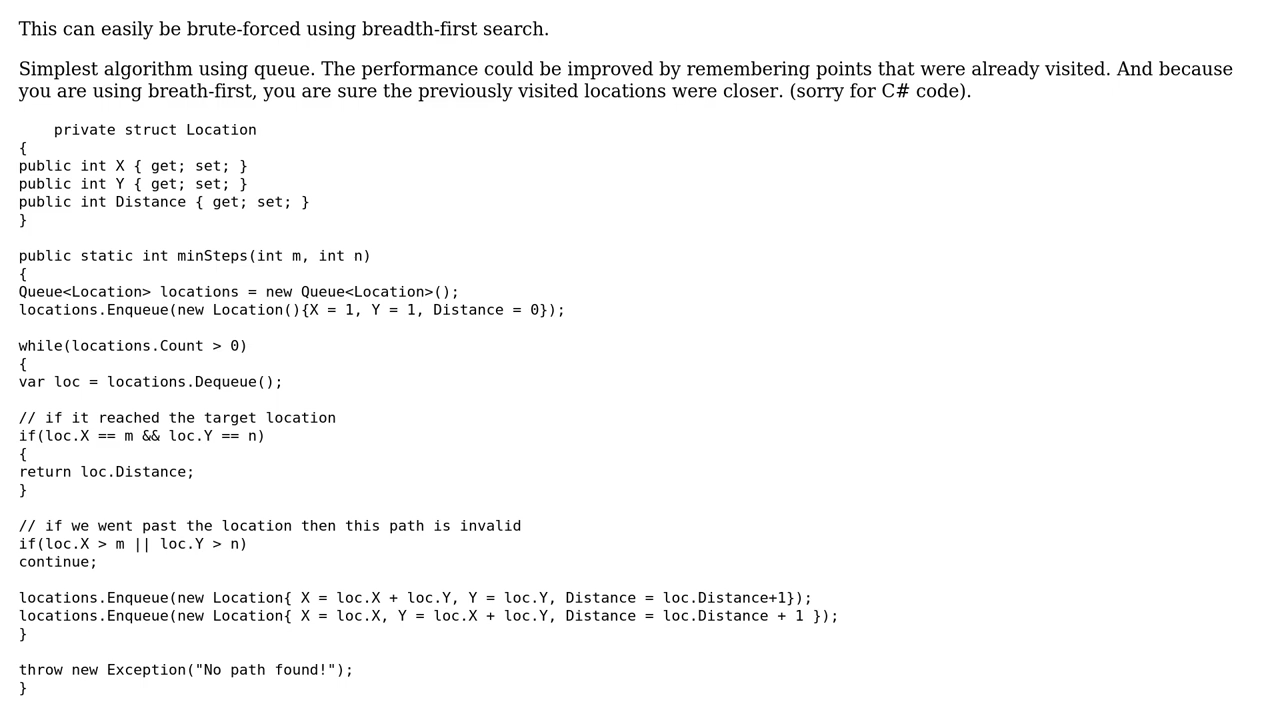 This can easily be brute-forced using breadth-first search.
Simplest algorithm using queue. The performance could be improved by remembering points that were already visited. And because
you are using breath-first, you are sure the previously visited locations were closer. (sorry for C# code).
    private struct Location
{
public int X { get; set; }
public int Y { get; set; }
public int Distance { get; set; }
}

public static int minSteps(int m, int n)
{
Queue<Location> locations = new Queue<Location>();
locations.Enqueue(new Location(){X = 1, Y = 1, Distance = 0});

while(locations.Count > 0)
{
var loc = locations.Dequeue();

// if it reached the target location
if(loc.X == m && loc.Y == n)
{
return loc.Distance;
}

// if we went past the location then this path is invalid
if(loc.X > m || loc.Y > n)
continue;

locations.Enqueue(new Location{ X = loc.X + loc.Y, Y = loc.Y, Distance = loc.Distance+1});
locations.Enqueue(new Location{ X = loc.X, Y = loc.X + loc.Y, Distance = loc.Distance + 1 });
}

throw new Exception("No path found!");
}